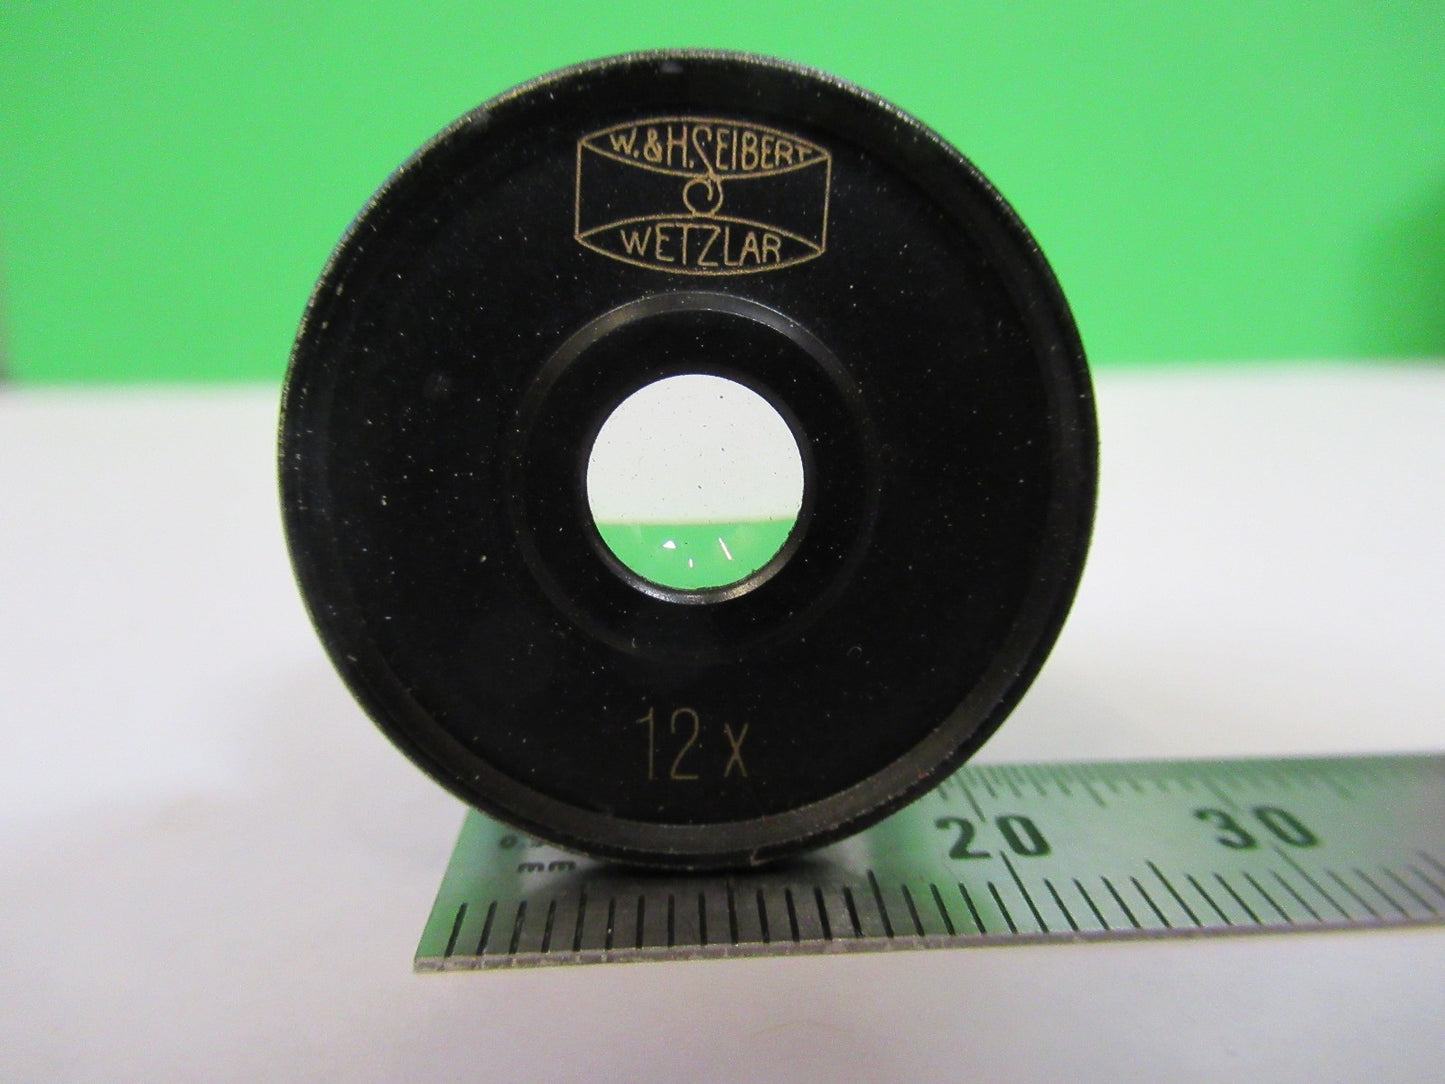 W. & H. SEIBERT
WETZLAR
12 x
20 30
mm